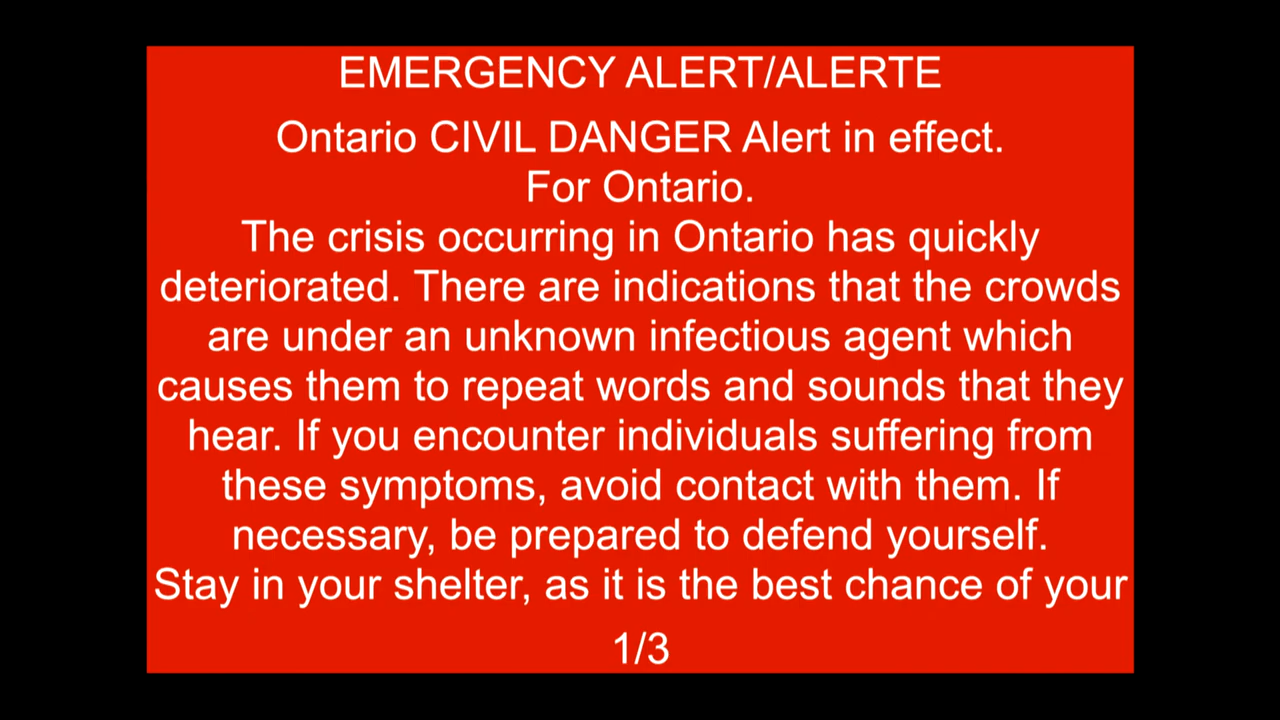 EMERGENCY ALERT/ALERTE
Ontario CIVIL DANGER Alert in effect.
For Ontario.
The crisis occurring in Ontario has quickly
deteriorated. There are indications that the crowds
are under an unknown infectious agent which
causes them to repeat words and sounds that they
hear. If you encounter individuals suffering from
these symptoms, avoid contact with them. If
necessary, be prepared to defend yourself.
Stay in your shelter, as it is the best chance of your
1/3